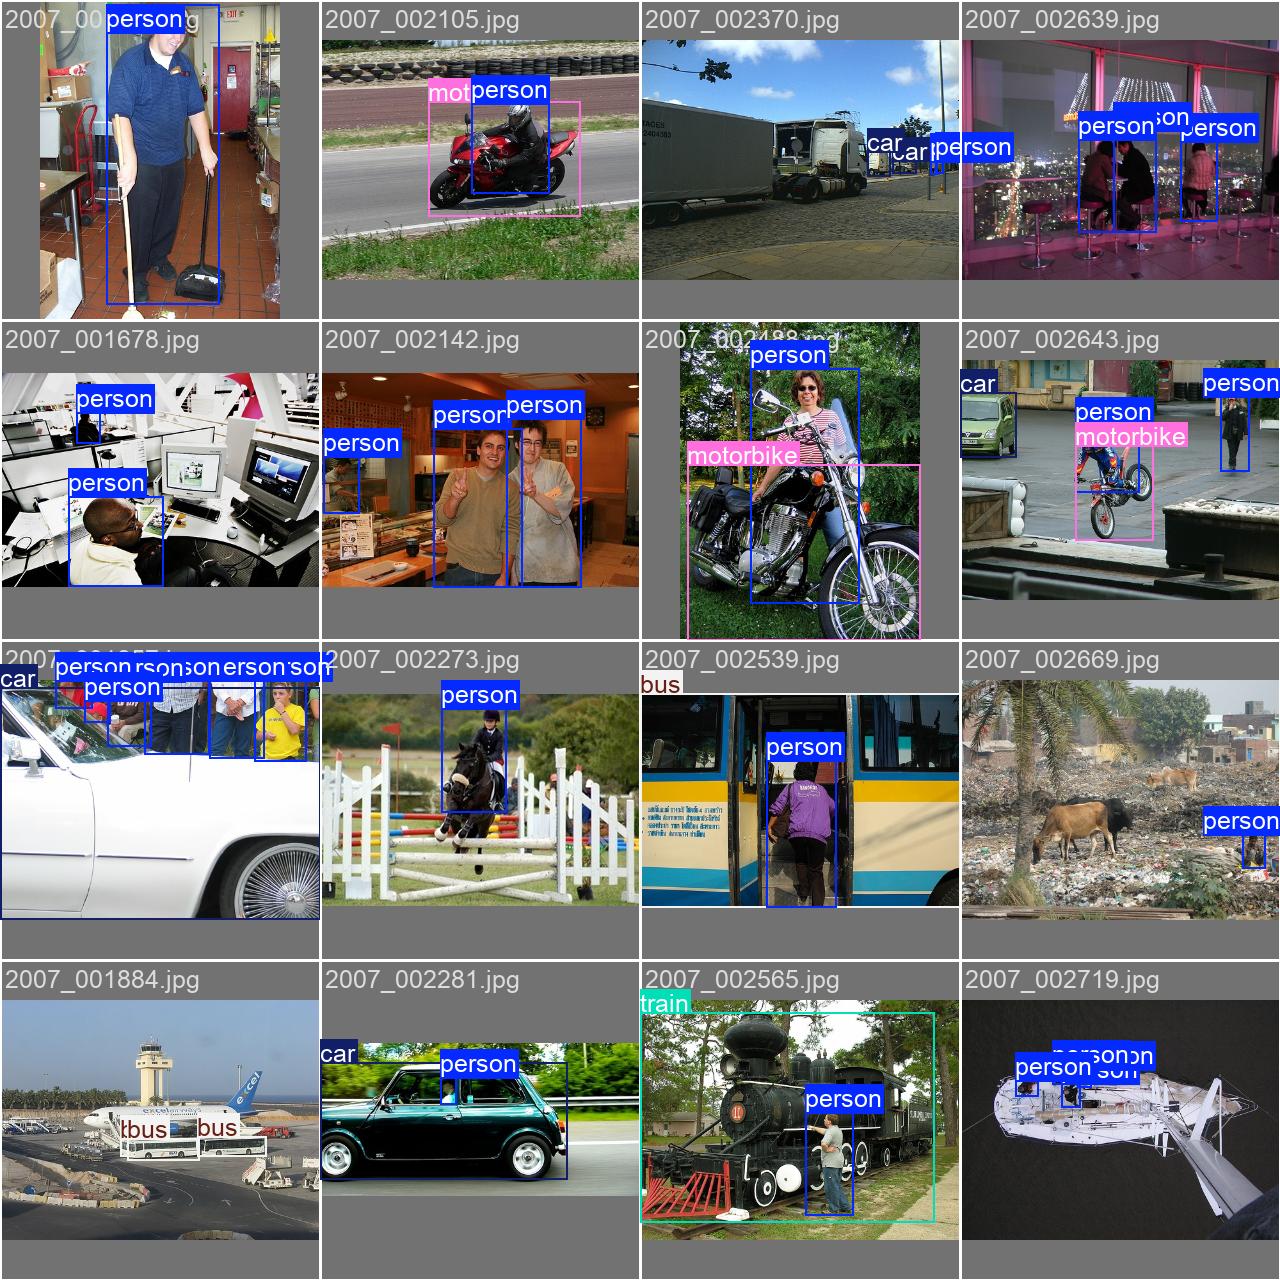 person
2007_002105.jpg
person
2007_002370.jpg
car
car
person
2007_002639.jpg
person
person
2007_001678.jpg
person
person
2007_002142.jpg
person
person
person
person
motorbike
2007_002643.jpg
car
person
person
motorbike
car
person
person
2007_002273.jpg
person
2007_002539.jpg
bus
person
2007_002669.jpg
person
2007_001884.jpg
bus
bus
2007_002281.jpg
car
person
2007_002565.jpg
train
person
2007_002719.jpg
person